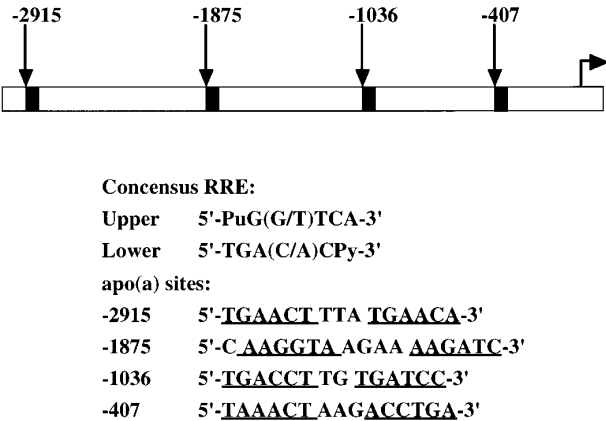 -2915 -1875 -1036 -407
Concensus RRE:
Upper 5'-PuG(G/T)TCA-3'
Lower 5'-TGA(C/A)CPy-3'
apo(a) sites:
-2915 5'-TGAACT TTA TGAACA-3'
-1875 5'-C AAGGTA AGAA AAGATC-3'
-1036 5'-TGACCT TG TGATCC-3'
-407 5'-TAAACT AAGACCTGA-3'